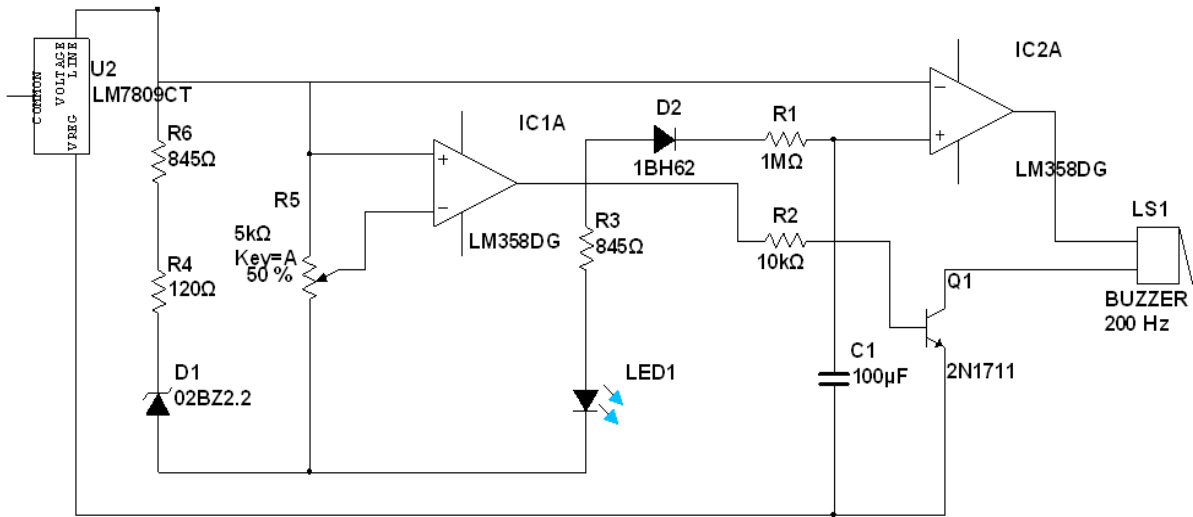 LINE
VOLTAGE
COMMON
VREG
U2
LM7809CT
R6
845Ω
R4
120Ω
D1
02BZ2.2
R5
5kΩ
Key=A
50 %
IC1A
+
−
LM358DG
D2
1BH62
R1
1MΩ
R3
845Ω
R2
10kΩ
LED1
C1
100µF
IC2A
−
+
LM358DG
Q1
2N1711
LS1
BUZZER
200 Hz